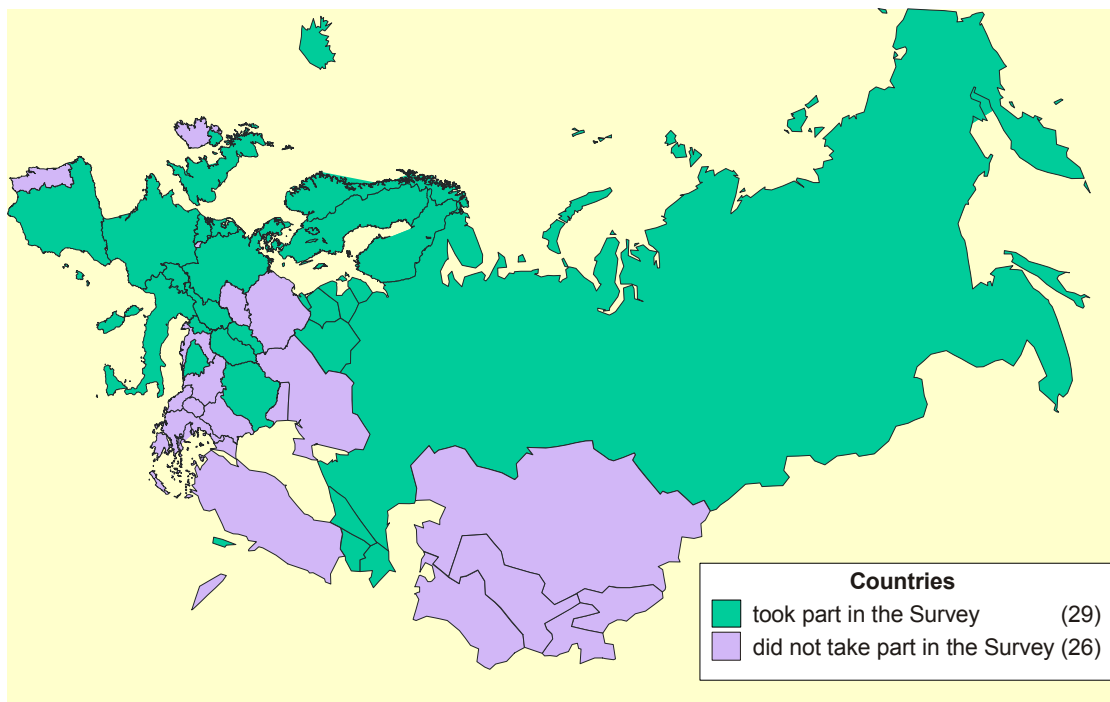 Countries
took part in the Survey (29)
did not take part in the Survey (26)